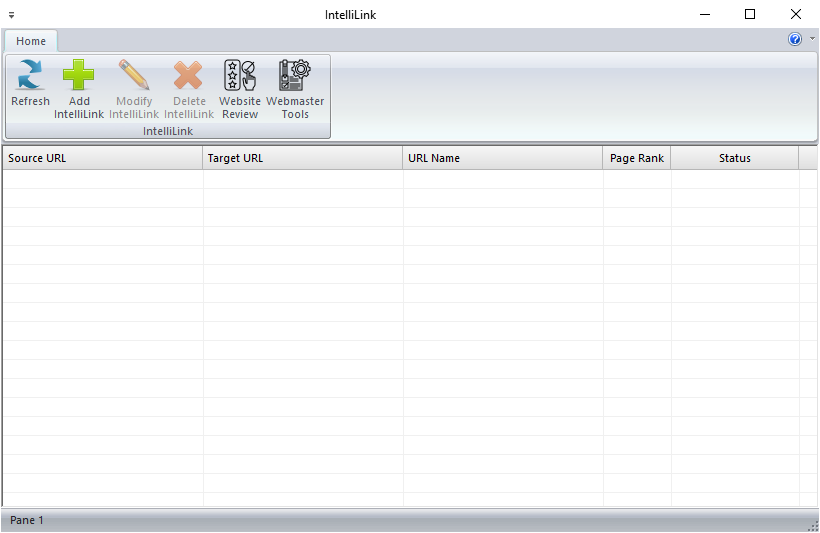 IntelliLink
Home
Refresh
Add
IntelliLink
Modify
IntelliLink
Delete
IntelliLink
Website
Review
Webmaster
Tools
IntelliLink
Source URL
Target URL
URL Name
Page Rank
Status
Pane 1